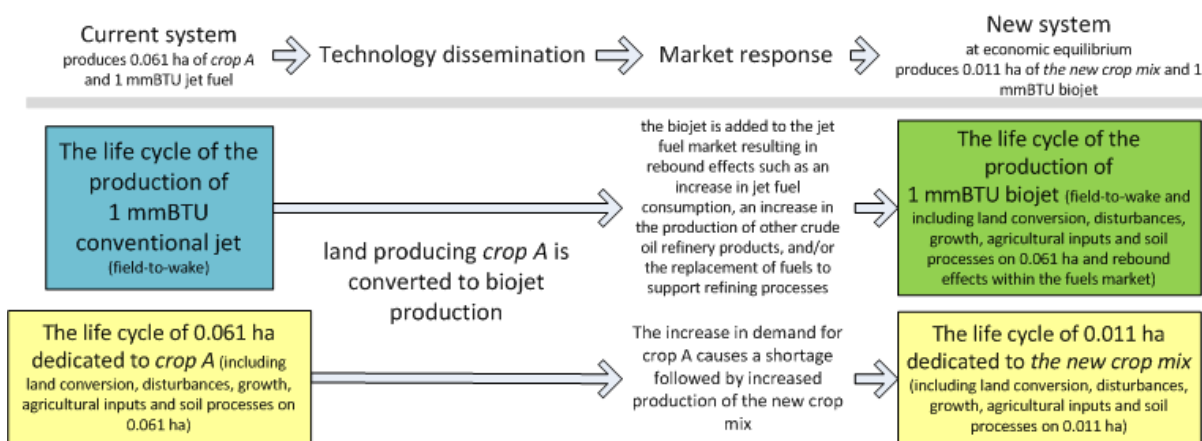 Current system
produces 0.061 ha of crop A
and 1 mmBTU jet fuel
Technology dissemination
Market response
New system
at economic equilibrium
produces 0.011 ha of the new crop mix and 1
mmBTU biojet
The life cycle of the
production of
1 mmBTU
conventional jet
(field-to-wake)
land producing crop A is
converted to biojet
production
the biojet is added to the jet
fuel market resulting in
rebound effects such as an
increase in jet fuel
consumption, an increase in
the production of other crude
oil refinery products, and/or
the replacement of fuels to
support refining processes
The life cycle of the
production of
1 mmBTU biojet (field-to-wake and
including land conversion, disturbances,
growth, agricultural inputs and soil
processes on 0.061 ha and rebound
effects within the fuels market)
The life cycle of 0.061 ha
dedicated to crop A (including
land conversion, disturbances, growth,
agricultural inputs and soil processes on
0.061 ha)
The increase in demand for
crop A causes a shortage
followed by increased
production of the new crop
mix
The life cycle of 0.011 ha
dedicated to the new crop mix
(including land conversion, disturbances,
growth, agricultural inputs and soil
processes on 0.011 ha)